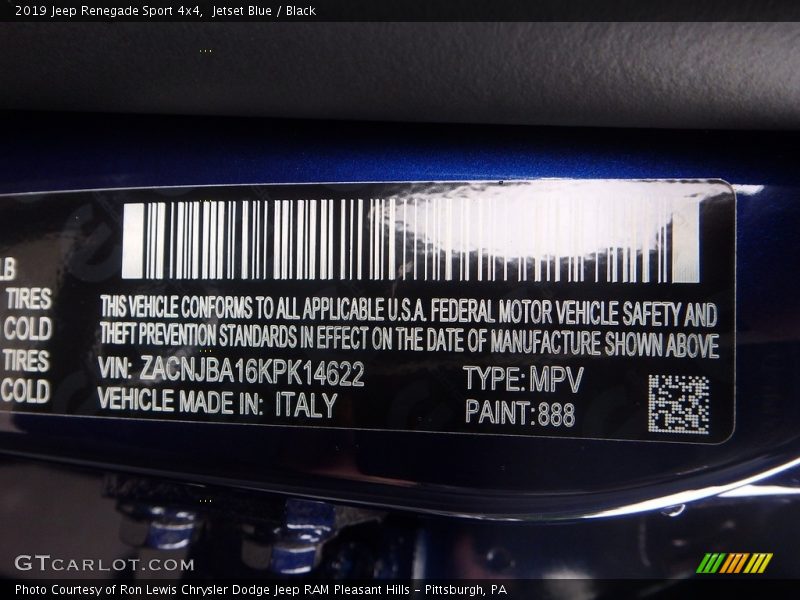 2019 Jeep Renegade Sport 4x4,  Jetset Blue / Black
LB
TIRES
COLD
TIRES
COLD
THIS VEHICLE CONFORMS TO ALL APPLICABLE U.S.A. FEDERAL MOTOR VEHICLE SAFETY AND
THEFT PREVENTION STANDARDS IN EFFECT ON THE DATE OF MANUFACTURE SHOWN ABOVE
VIN: ZACNJBA16KPK14622 TYPE: MPV
VEHICLE MADE IN: ITALY PAINT: 888
GTCARLOT.COM
Photo Courtesy of Ron Lewis Chrysler Dodge Jeep RAM Pleasant Hills - Pittsburgh, PA